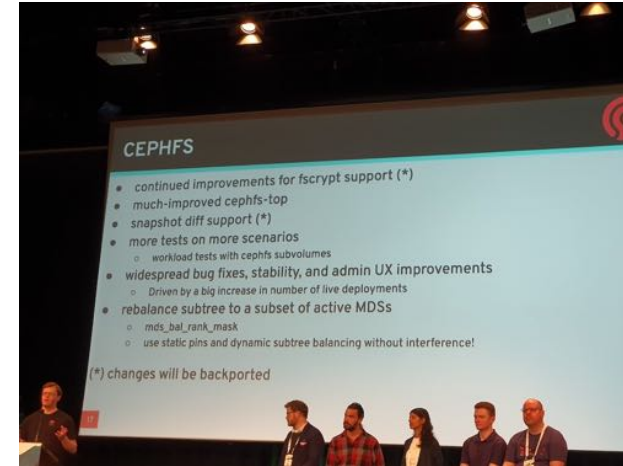 CEPHFS
continued improvements for fscrypt support (*)
much-improved cephfs-top
snapshot diff support (*)
more tests on more scenarios
workload tests with cephfs subvolumes
widespread bug fixes, stability, and admin UX improvements
Driven by a big increase in number of live deployments
rebalance subtree to a subset of active MDSs
mds_bal_rank_mask
use static pins and dynamic subtree balancing without interference!
(*) changes will be backported
17